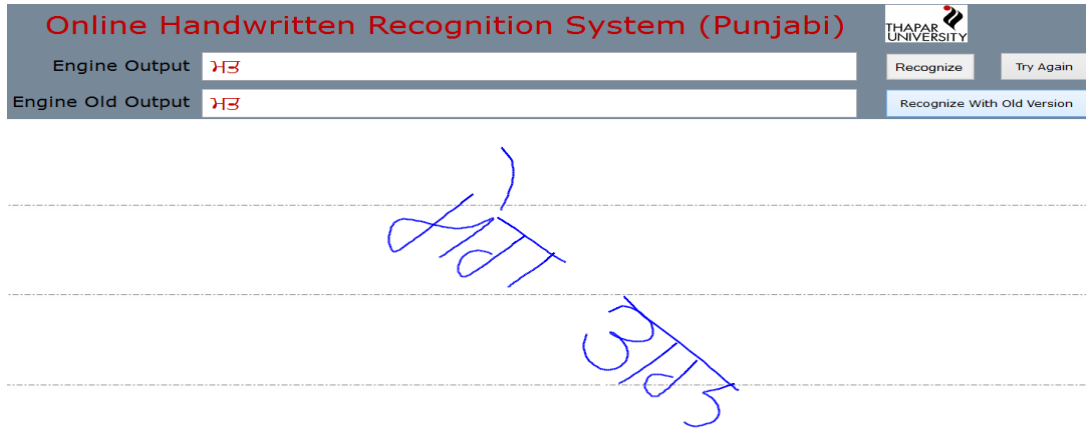 Online Handwritten Recognition System (Punjabi)
THAPAR
UNIVERSITY
Engine Output ਮਤ Recognize Try Again
Engine Old Output ਮਤ Recognize With Old Version